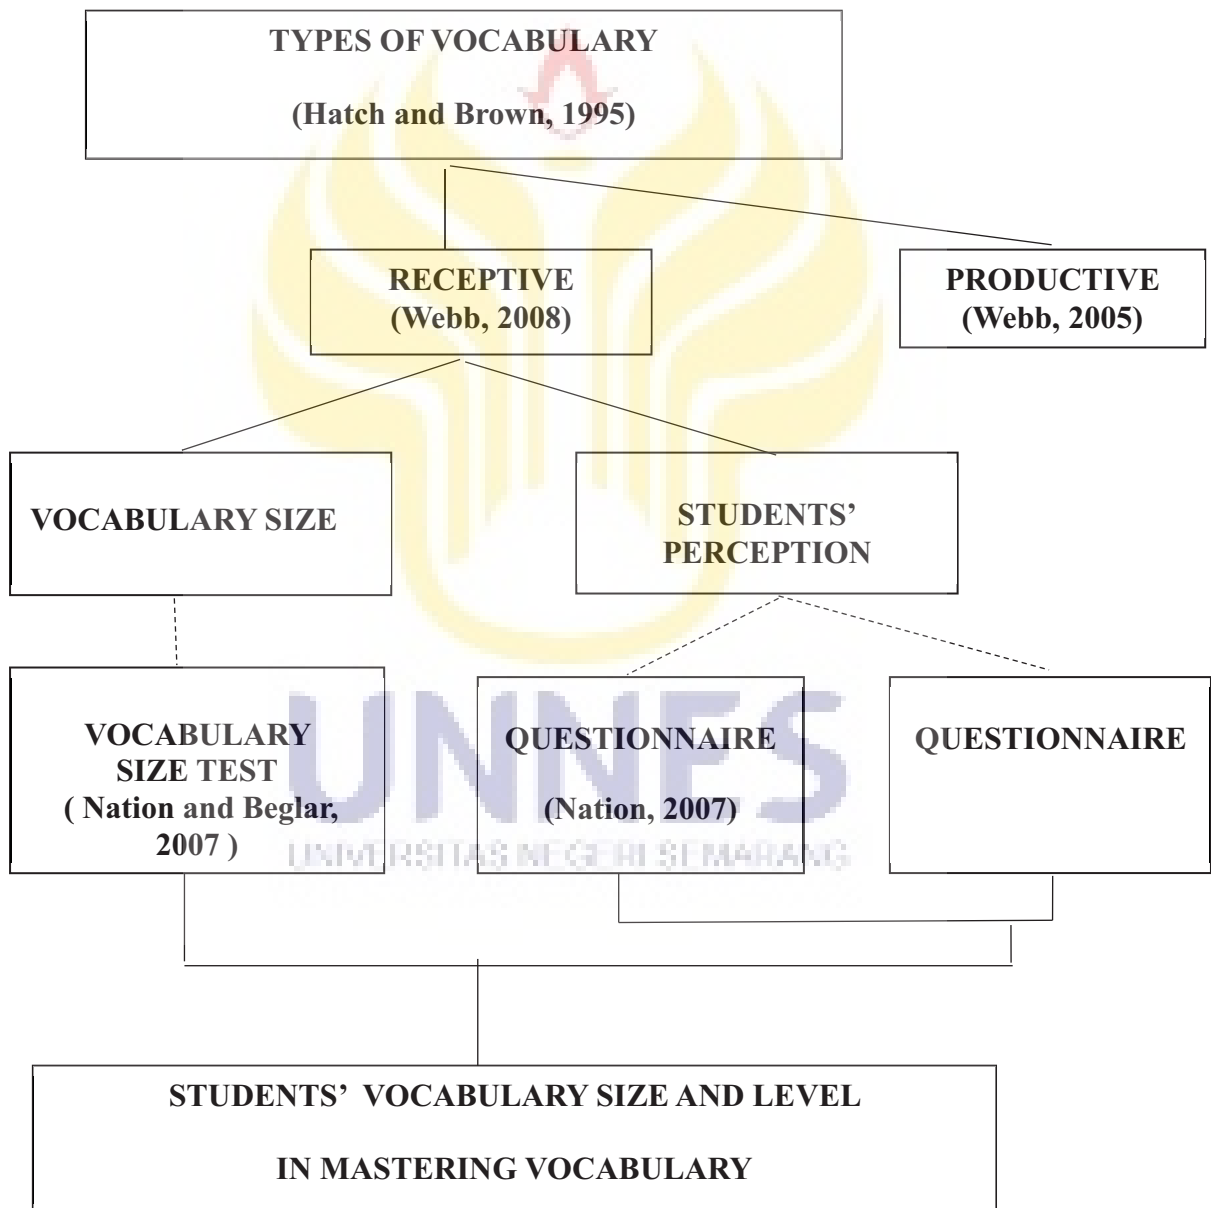 TYPES OF VOCABULARY
(Hatch and Brown, 1995)
RECEPTIVE
(Webb, 2008)
PRODUCTIVE
(Webb, 2005)
VOCABULARY SIZE
STUDENTS’
PERCEPTION
VOCABULARY
SIZE TEST
( Nation and Beglar,
2007 )
QUESTIONNAIRE
(Nation, 2007)
QUESTIONNAIRE
UNNES
UNIVERSITAS NEGERI SEMARANG
STUDENTS’ VOCABULARY SIZE AND LEVEL
IN MASTERING VOCABULARY